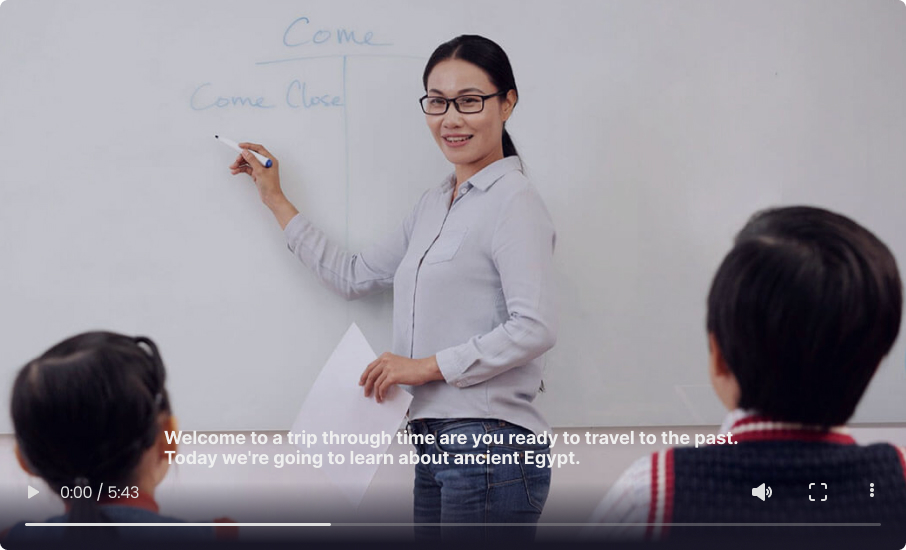 Come
Come Close
Welcome to a trip through time are you ready to travel to the past.
Today we're going to learn about ancient Egypt.
0:00 / 5:43